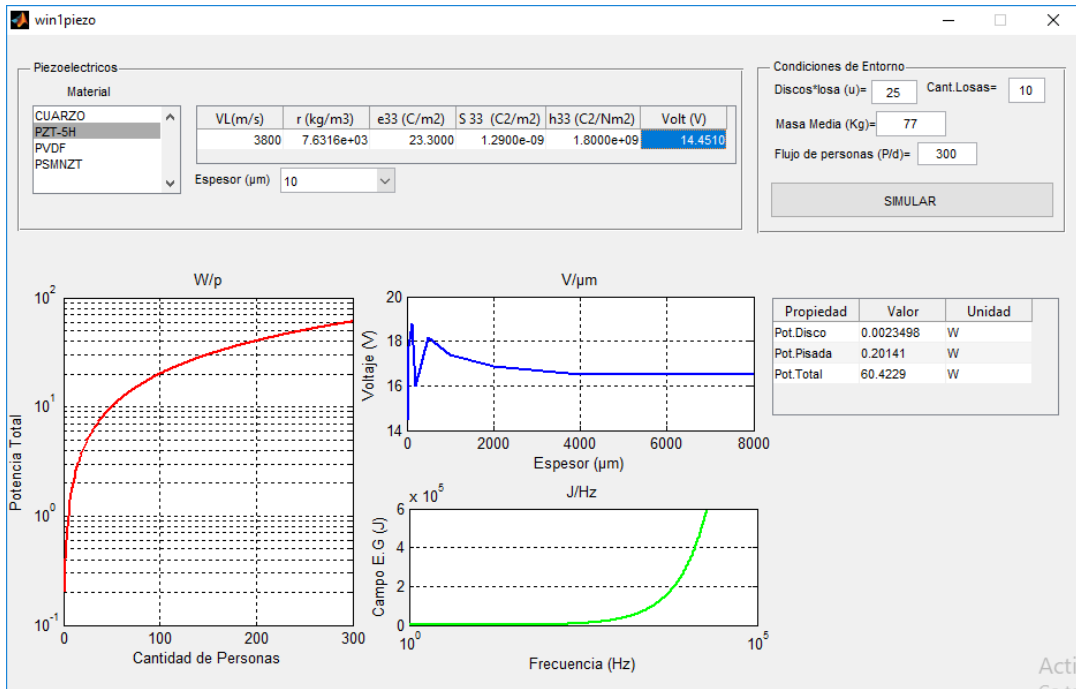 win1piezo
Piezoelectricos
Material
CUARZO
PZT-5H
PVDF
PSMNZT
VL(m/s) r (kg/m3) e33 (C/m2) S 33 (C2/m2) h33 (C2/Nm2) Volt (V)
3800 7.6316e+03 23.3000 1.2900e-09 1.8000e+09 14.4510
Espesor (µm) 10
Condiciones de Entorno
Discos*losa (u)= 25 Cant.Losas= 10
Masa Media (Kg)= 77
Flujo de personas (P/d)= 300
SIMULAR
W/p
Potencia Total
10^2
10^1
10^0
10^-1
0 100 200 300
Cantidad de Personas
V/µm
Voltaje (V)
20
18
16
14
0 2000 4000 6000 8000
Espesor (µm)
J/Hz
x 10^5
Campo E.G (J)
6
4
2
0
10^0 10^5
Frecuencia (Hz)
Propiedad Valor Unidad
Pot.Disco 0.0023498 W
Pot.Pisada 0.20141 W
Pot.Total 60.4229 W
Acti